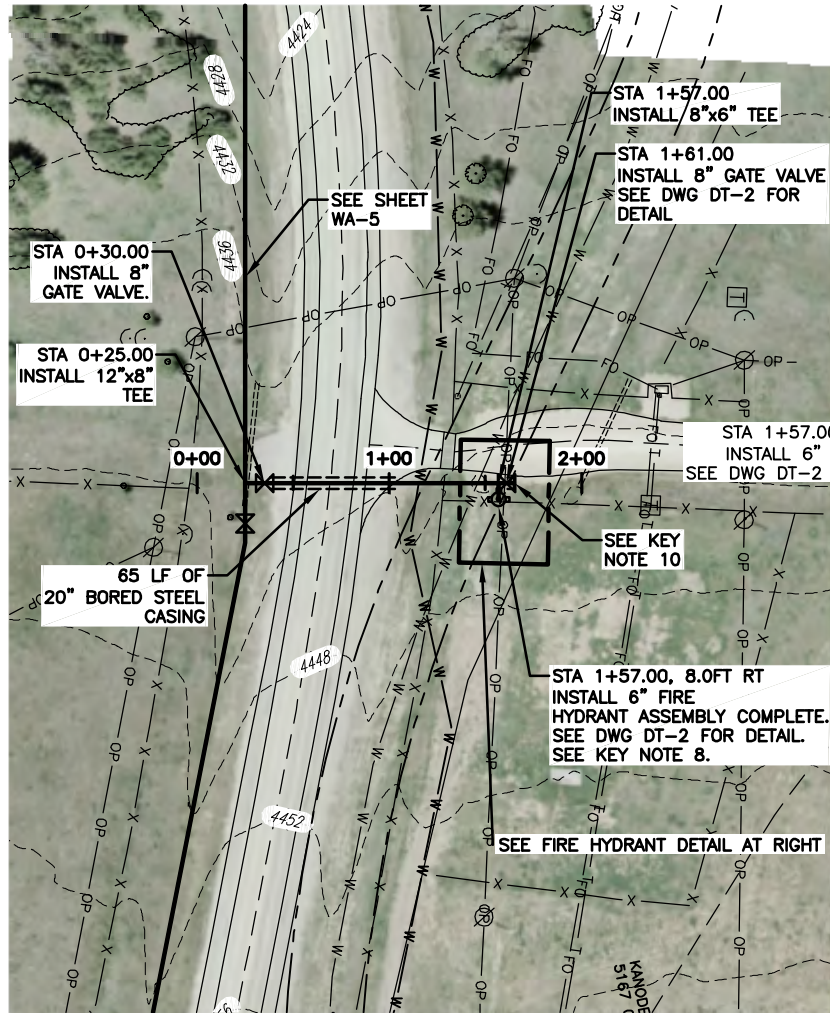 4424
4428
4432
4436
STA 1+57.00
INSTALL 8"x6" TEE
STA 1+61.00
INSTALL 8" GATE VALVE
SEE DWG DT-2 FOR
DETAIL
SEE SHEET
WA-5
STA 0+30.00
INSTALL 8"
GATE VALVE.
STA 0+25.00
INSTALL 12"x8"
TEE
STA 1+57.00
INSTALL 6"
SEE DWG DT-2
0+00
1+00
2+00
SEE KEY
NOTE 10
65 LF OF
20" BORED STEEL
CASING
4448
STA 1+57.00, 8.0FT RT
INSTALL 6" FIRE
HYDRANT ASSEMBLY COMPLETE.
SEE DWG DT-2 FOR DETAIL.
SEE KEY NOTE 8.
4452
SEE FIRE HYDRANT DETAIL AT RIGHT
KANODE
5167